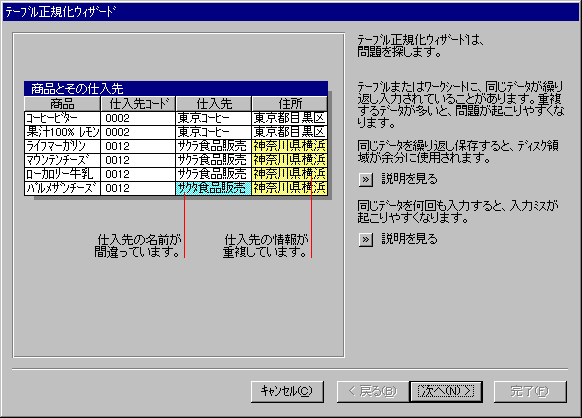 ﾃｰﾌﾞﾙ正規化ｳｨｻﾞｰﾄﾞ
商品とその仕入先
商品 仕入先ｺｰﾄﾞ 仕入先 住所
ｺｰﾋｰﾋﾞﾀｰ 0002 東京ｺｰﾋｰ 東京都目黒区
果汁100% ﾚﾓﾝ 0002 東京ｺｰﾋｰ 東京都目黒区
ﾗｲﾌﾏｰｶﾞﾘﾝ 0012 ｻｸﾗ食品販売 神奈川県横浜
ﾏｳﾝﾃﾝﾁｰｽﾞ 0012 ｻｸﾗ食品販売 神奈川県横浜
ﾛｰｶﾛﾘｰ牛乳 0012 ｻｸﾗ食品販売 神奈川県横浜
ﾊﾟﾙﾒｻﾞﾝﾁｰｽﾞ 0012 ｻｸﾀ食品販売 神奈川県横浜
仕入先の名前が
間違っています。
仕入先の情報が
重複しています。
ﾃｰﾌﾞﾙ正規化ｳｨｻﾞｰﾄﾞは、
問題を探します。
ﾃｰﾌﾞﾙまたはﾜｰｸｼｰﾄに、同じﾃﾞｰﾀが繰り
返し入力されていることがあります。重複
するﾃﾞｰﾀが多いと、問題が起こりやすくな
ります。
同じﾃﾞｰﾀを繰り返し保存すると、ﾃﾞｨｽｸ領
域が余分に使用されます。
» 説明を見る
同じﾃﾞｰﾀを何回も入力すると、入力ﾐｽが
起こりやすくなります。
» 説明を見る
ｷｬﾝｾﾙ(C) < 戻る(B) 次へ(N) > 完了(F)